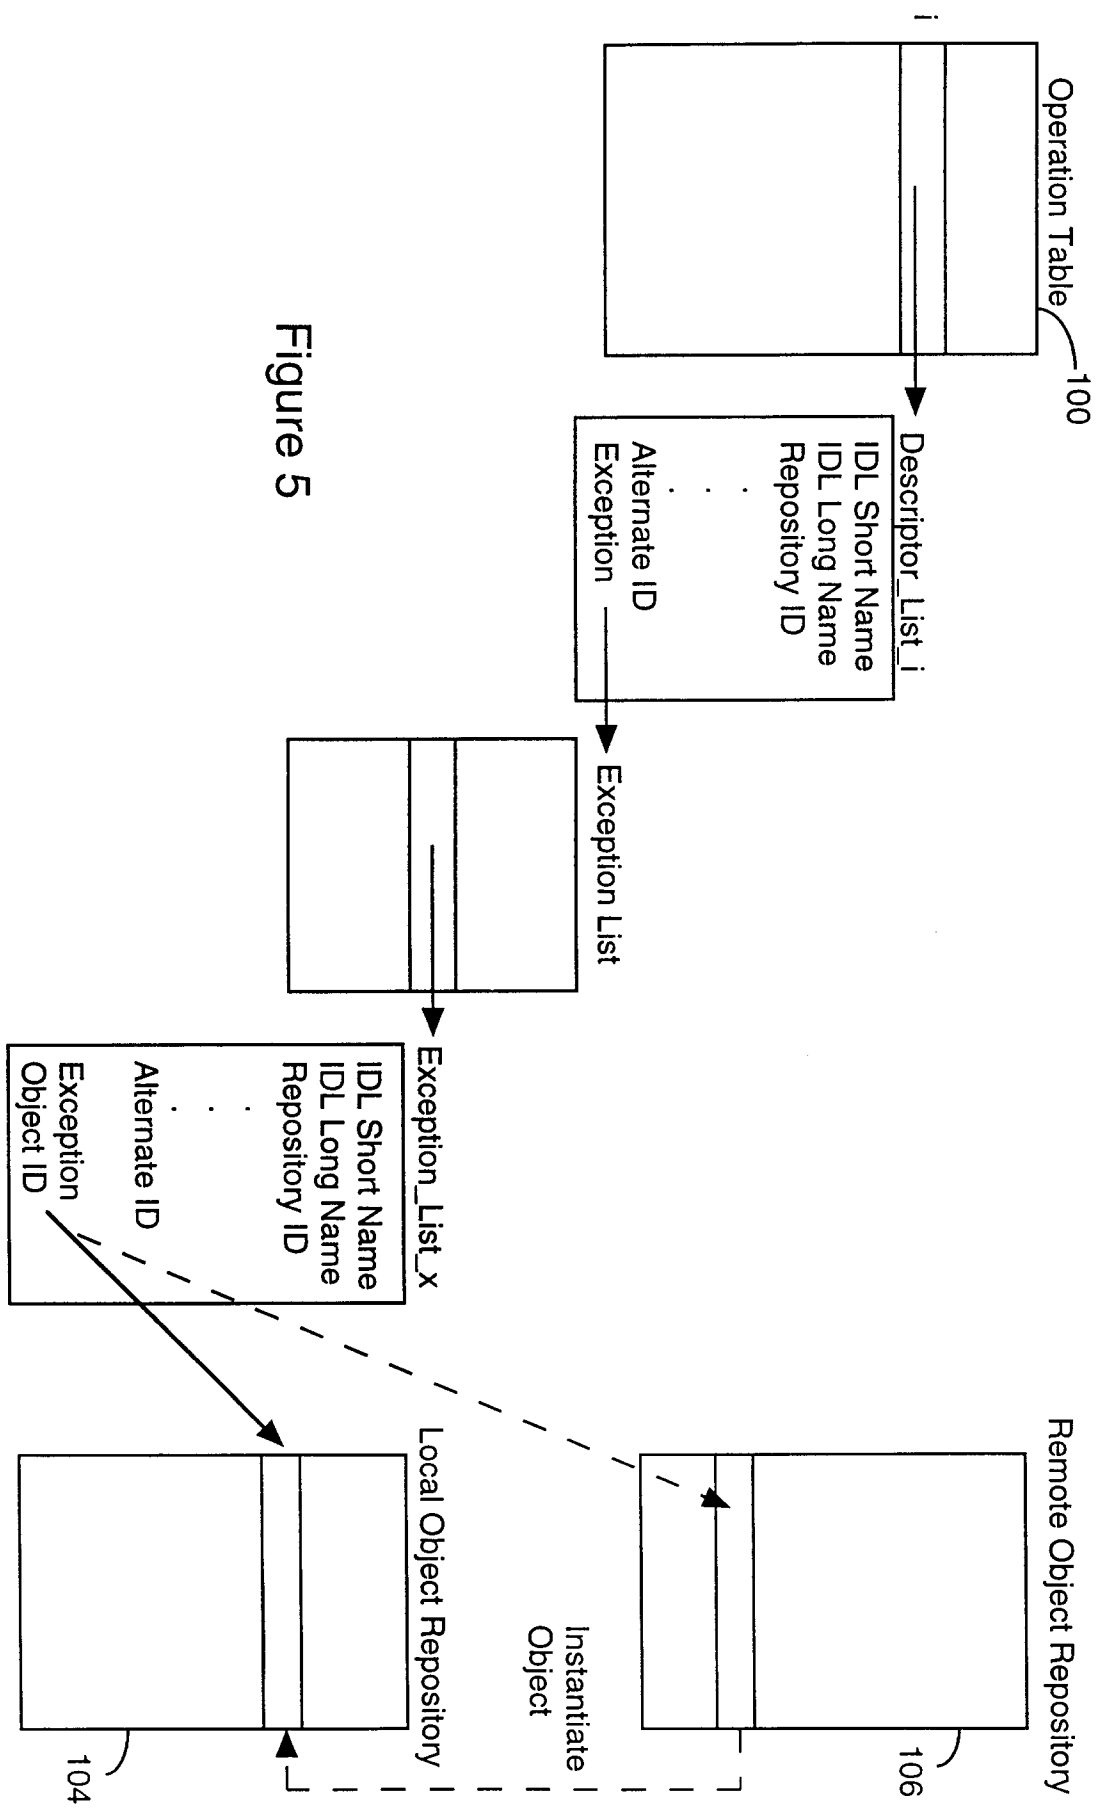 Operation Table
100
i
Descriptor_List_i
IDL Short Name
IDL Long Name
Repository ID
. . .
Alternate ID
Exception
Exception List
Exception_List_x
IDL Short Name
IDL Long Name
Repository ID
. . .
Alternate ID
Exception
Object ID
Remote Object Repository
106
Instantiate
Object
Local Object Repository
104
Figure 5